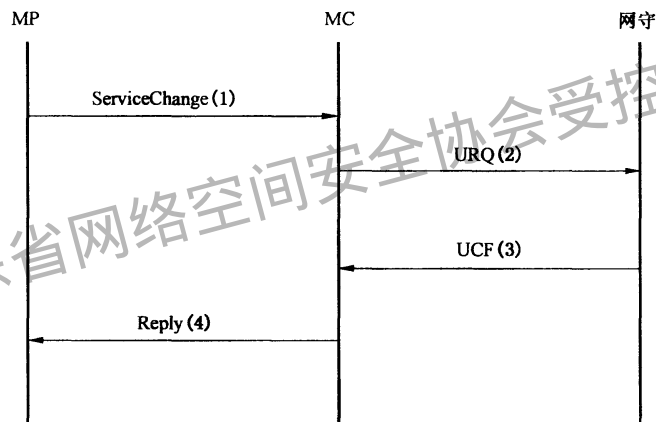 MP MC 网守
ServiceChange(1)
URQ(2)
UCF(3)
Reply(4)
省网络空间安全协会受控